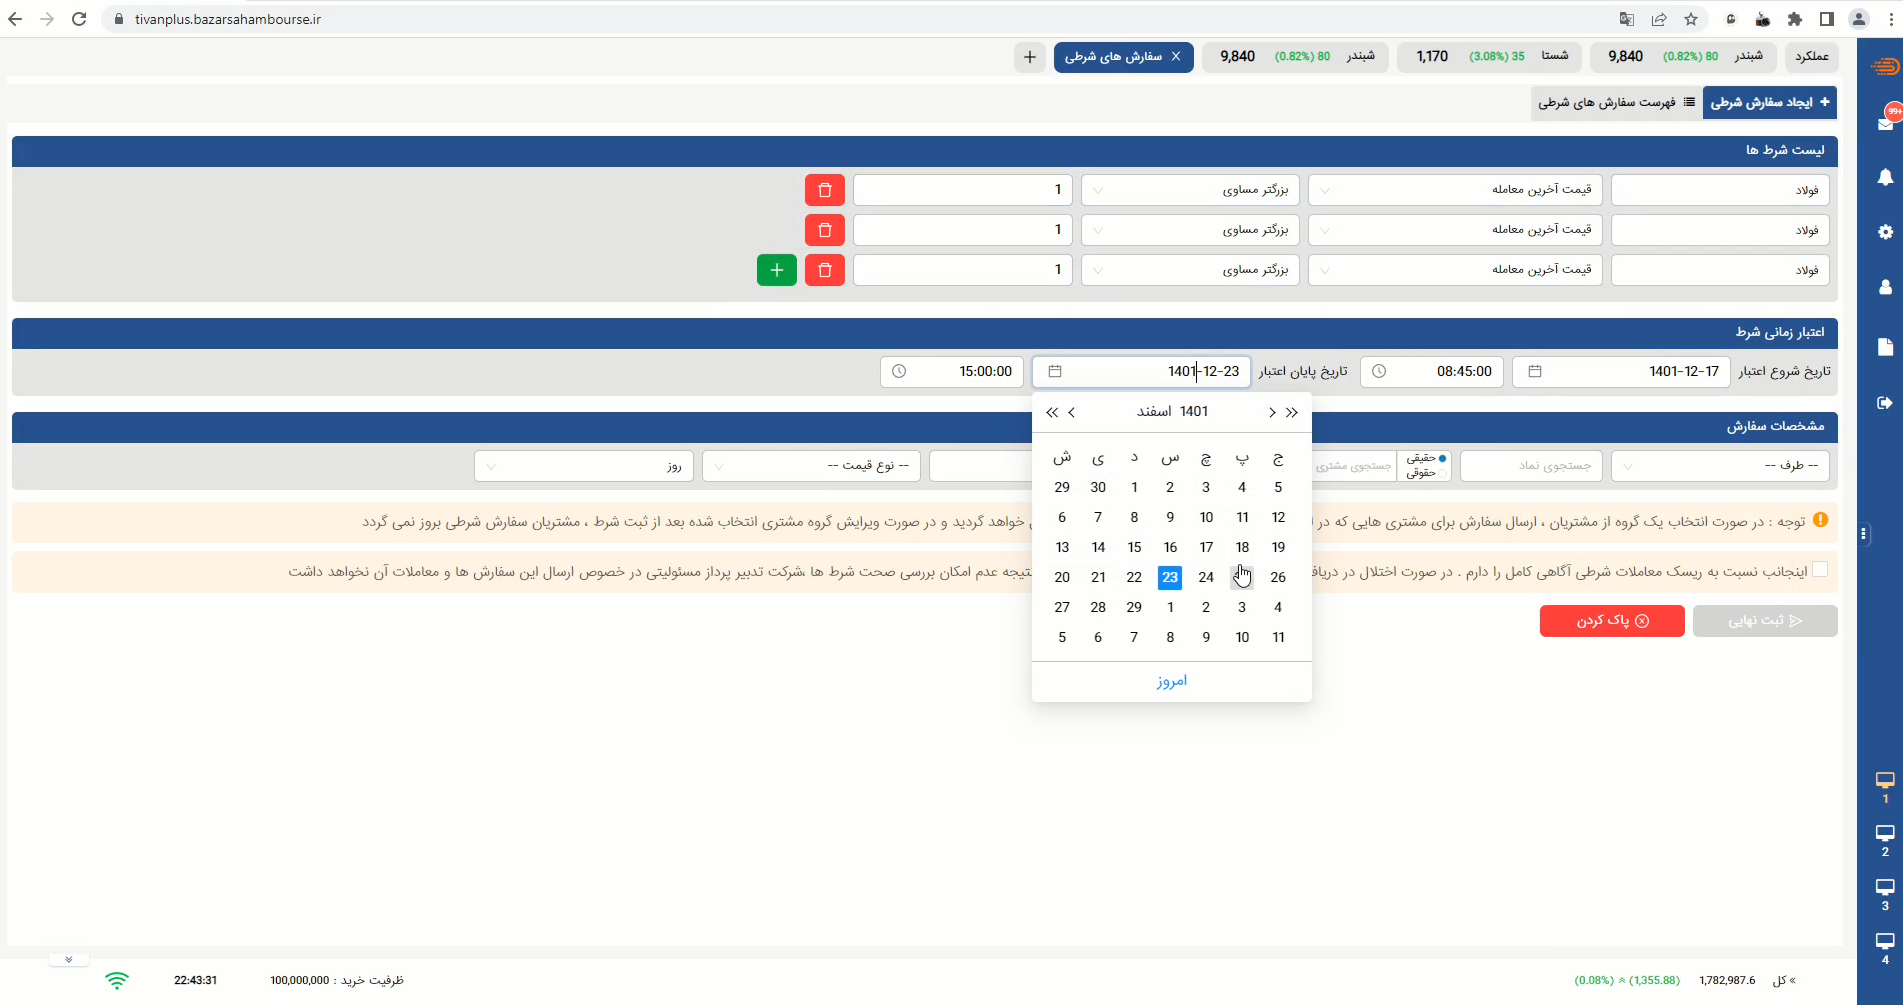 tivanplus.bazarsahambourse.ir
عملکرد
شبندر 80 (0.82%) 9,840
شستا 35 (3.08%) 1,170
شبندر 80 (0.82%) 9,840
سفارش های شرطی X
+
99+
+ ایجاد سفارش شرطی
فهرست سفارش های شرطی
لیست شرط ها
فولاد قیمت آخرین معامله بزرگتر مساوی 1
فولاد قیمت آخرین معامله بزرگتر مساوی 1
فولاد قیمت آخرین معامله بزرگتر مساوی 1 +
اعتبار زمانی شرط
تاریخ شروع اعتبار 1401-12-17 08:45:00 تاریخ پایان اعتبار 1401-12-23 15:00:00
1401 اسفند
ش ی د س چ پ ج
29 30 1 2 3 4 5
6 7 8 9 10 11 12
13 14 15 16 17 18 19
20 21 22 23 24 26
27 28 29 1 2 3 4
5 6 7 8 9 10 11
امروز
مشخصات سفارش
-- طرف -- جستجوی نماد حقیقی
حقوقی
جستجوی مشتری
-- نوع قیمت -- روز
توجه : در صورت انتخاب یک گروه از مشتریان ، ارسال سفارش برای مشتری هایی که در
خواهد گردید و در صورت ویرایش گروه مشتری انتخاب شده بعد از ثبت شرط ، مشتریان سفارش شرطی بروز نمی گردد
اینجانب نسبت به ریسک معاملات شرطی آگاهی کامل را دارم . در صورت اختلال در
نتیجه عدم امکان بررسی صحت شرط ها ،شرکت تدبیر پرداز مسئولیتی در خصوص ارسال این سفارش ها و معاملات آن نخواهد داشت
ثبت نهایی
پاک کردن
1
2
3
4
» کل 1,782,987.6 (1,355.88) (0.08%)
ظرفیت خرید : 100,000,000
22:43:31